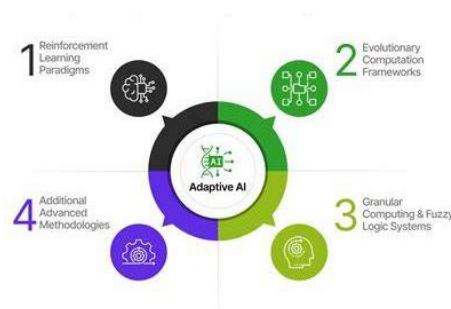 1 Reinforcement
Learning
Paradigms
2 Evolutionary
Computation
Frameworks
AI
Adaptive AI
4 Additional
Advanced
Methodologies
3 Granular
Computing & Fuzzy
Logic Systems